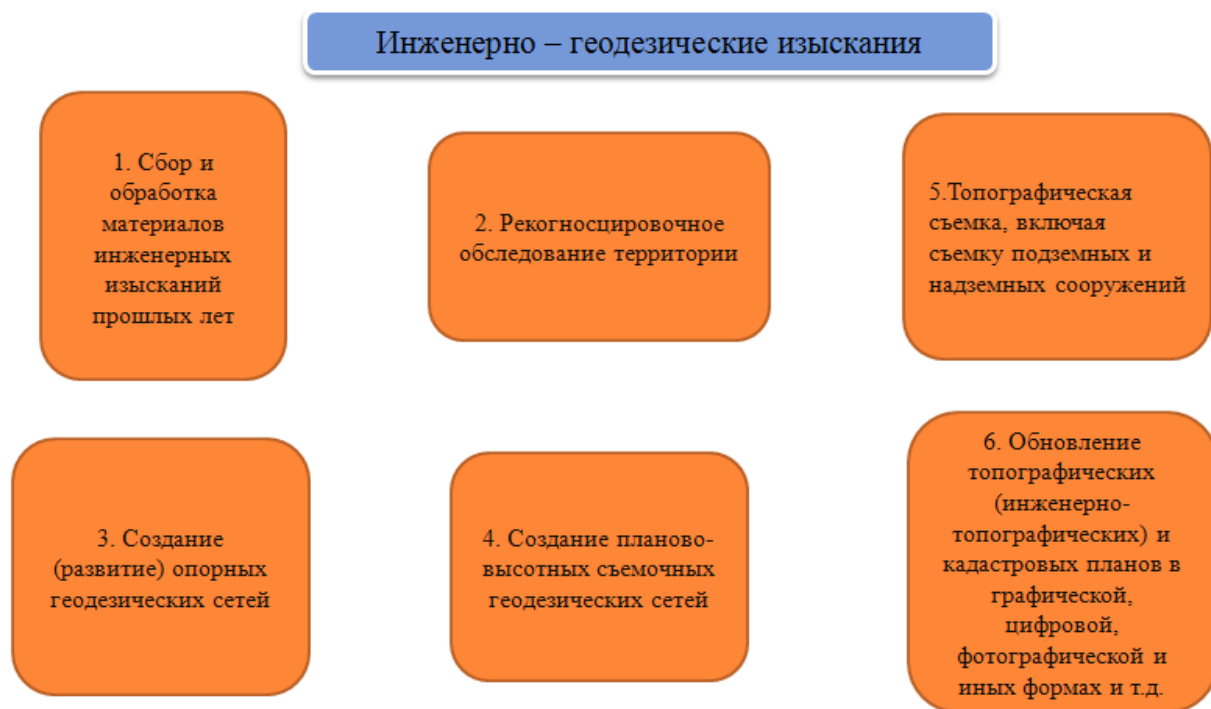 Инженерно – геодезические изыскания
1. Сбор и
обработка
материалов
инженерных
изысканий
прошлых лет
2. Рекогносцировочное
обследование территории
5.Топографическая
съемка, включая
съемку подземных и
надземных сооружений
3. Создание
(развитие) опорных
геодезических сетей
4. Создание планово-
высотных съемочных
геодезических сетей
6. Обновление
топографических
(инженерно-
топографических) и
кадастровых планов в
графической,
цифровой,
фотографической и
иных формах и т.д.